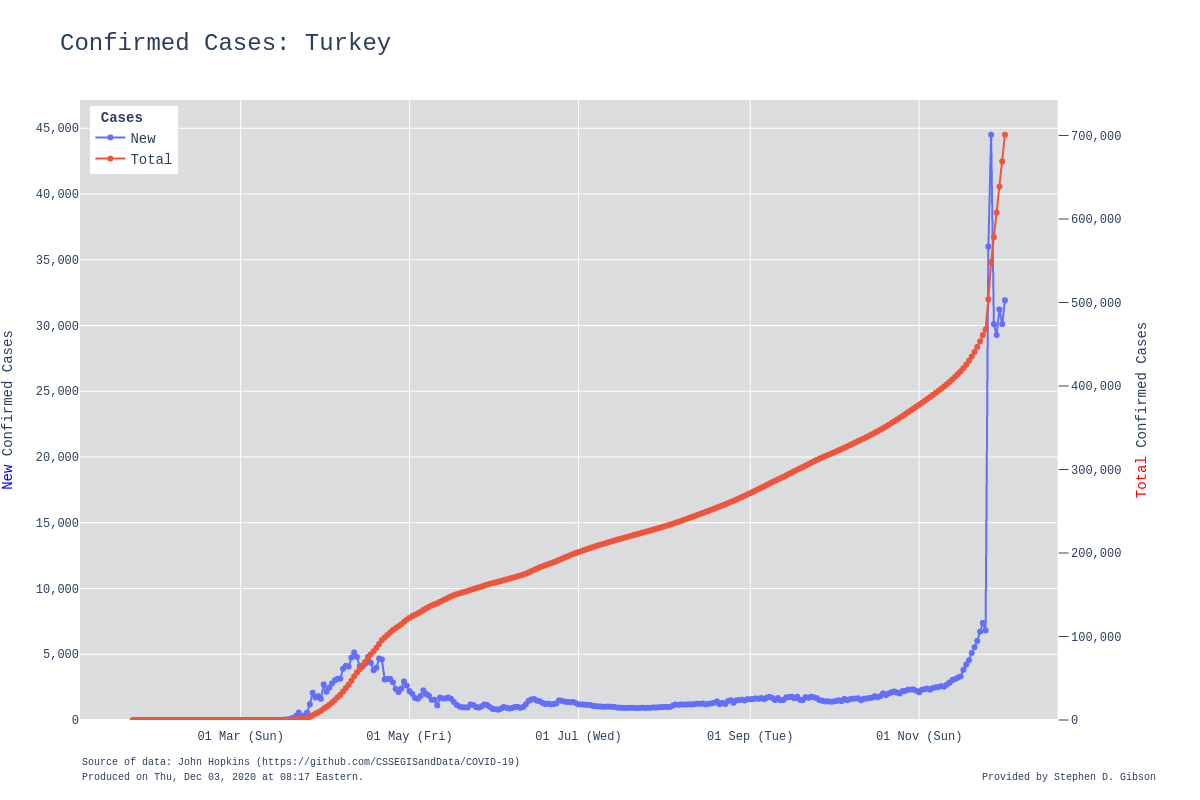 Confirmed Cases: Turkey
Cases
New
Total
45,000
40,000
35,000
30,000
25,000
20,000
15,000
10,000
5,000
0
New Confirmed Cases
700,000
600,000
500,000
400,000
300,000
200,000
100,000
0
Total Confirmed Cases
01 Mar (Sun)
01 May (Fri)
01 Jul (Wed)
01 Sep (Tue)
01 Nov (Sun)
Source of data: John Hopkins (https://github.com/CSSEGISandData/COVID-19)
Produced on Thu, Dec 03, 2020 at 08:17 Eastern.
Provided by Stephen D. Gibson